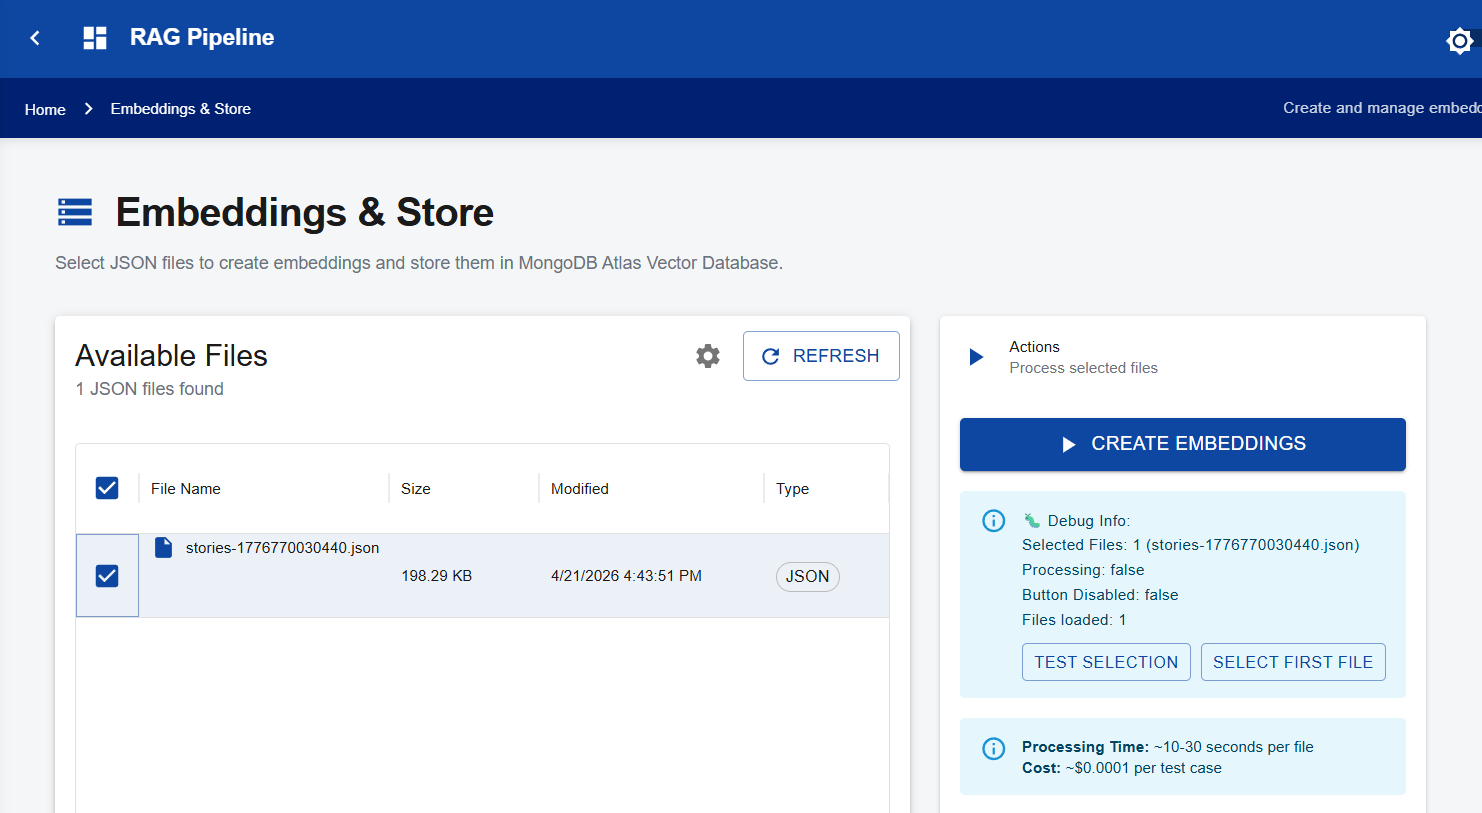 RAG Pipeline
Home
Embeddings & Store
Create and manage
Embeddings & Store
Select JSON files to create embeddings and store them in MongoDB Atlas Vector Database.
Available Files
1 JSON files found
REFRESH
File Name
Size
Modified
Type
stories-1776770030440.json
198.29 KB
4/21/2026 4:43:51 PM
JSON
Actions
Process selected files
CREATE EMBEDDINGS
Debug Info:
Selected Files: 1 (stories-1776770030440.json)
Processing: false
Button Disabled: false
Files loaded: 1
TEST SELECTION
SELECT FIRST FILE
Processing Time: ~10-30 seconds per file
Cost: ~$0.0001 per test case